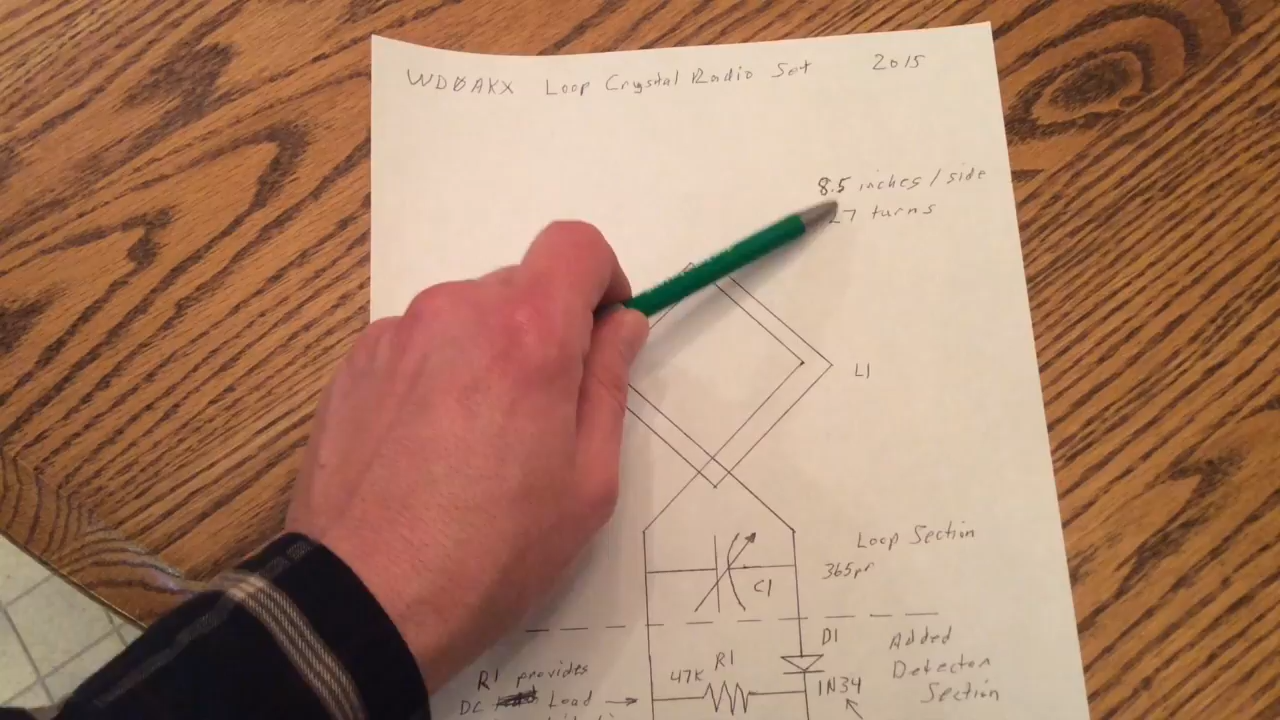 WDØAKX Loop Crystal Radio Set 2015
8.5 inches / side
27 turns
L1
Loop Section
365pf
C1
D1
Added
Detector
Section
R1
47K
1N34
R1 provides
DC Load